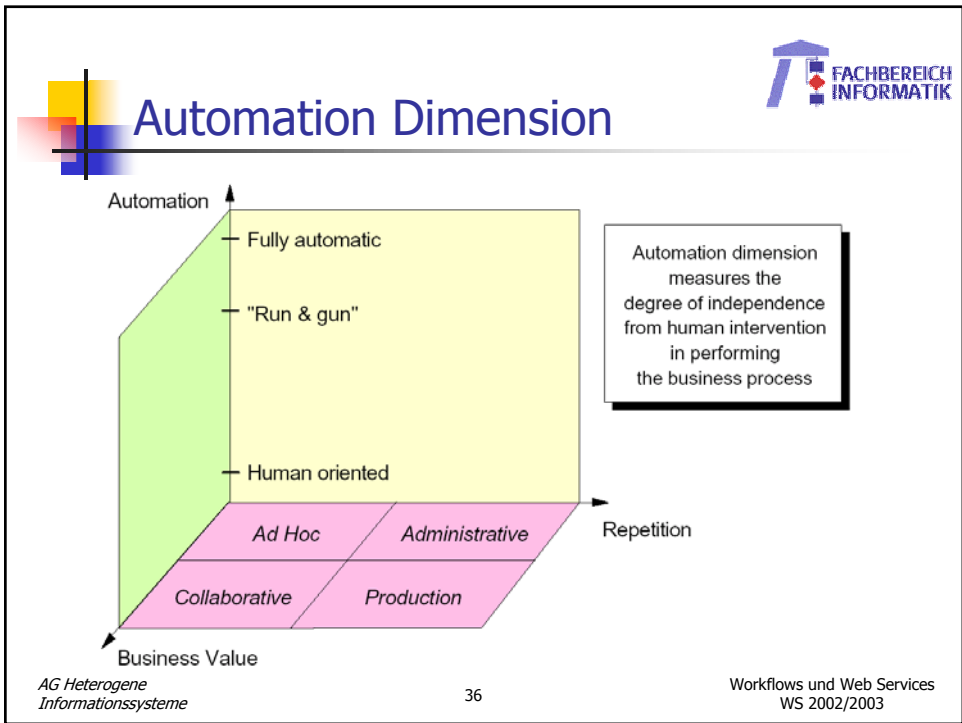 FACHBEREICH
INFORMATIK
Automation Dimension
Automation
Fully automatic
"Run & gun"
Human oriented
Ad Hoc
Administrative
Collaborative
Production
Repetition
Business Value
Automation dimension
measures the
degree of independence
from human intervention
in performing
the business process
AG Heterogene
Informationssysteme
36
Workflows und Web Services
WS 2002/2003